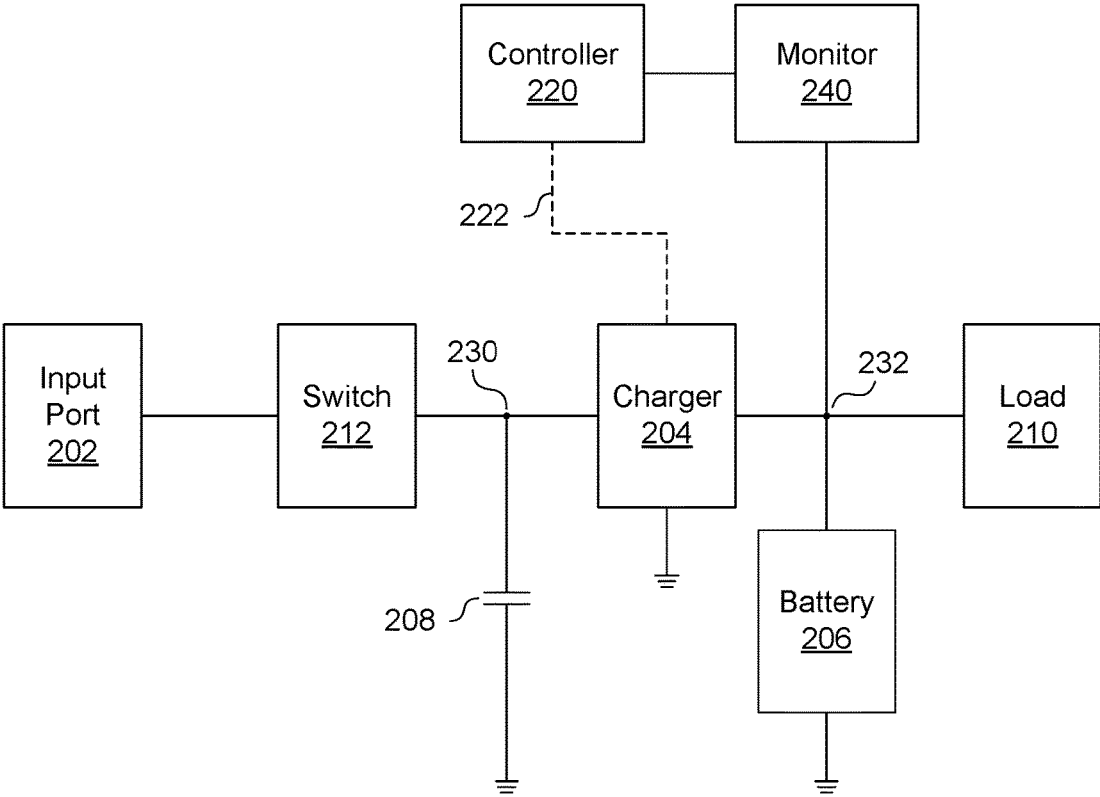 Controller
220
Monitor
240
222
230
232
Input
Port
202
Switch
212
Charger
204
Load
210
208
Battery
206